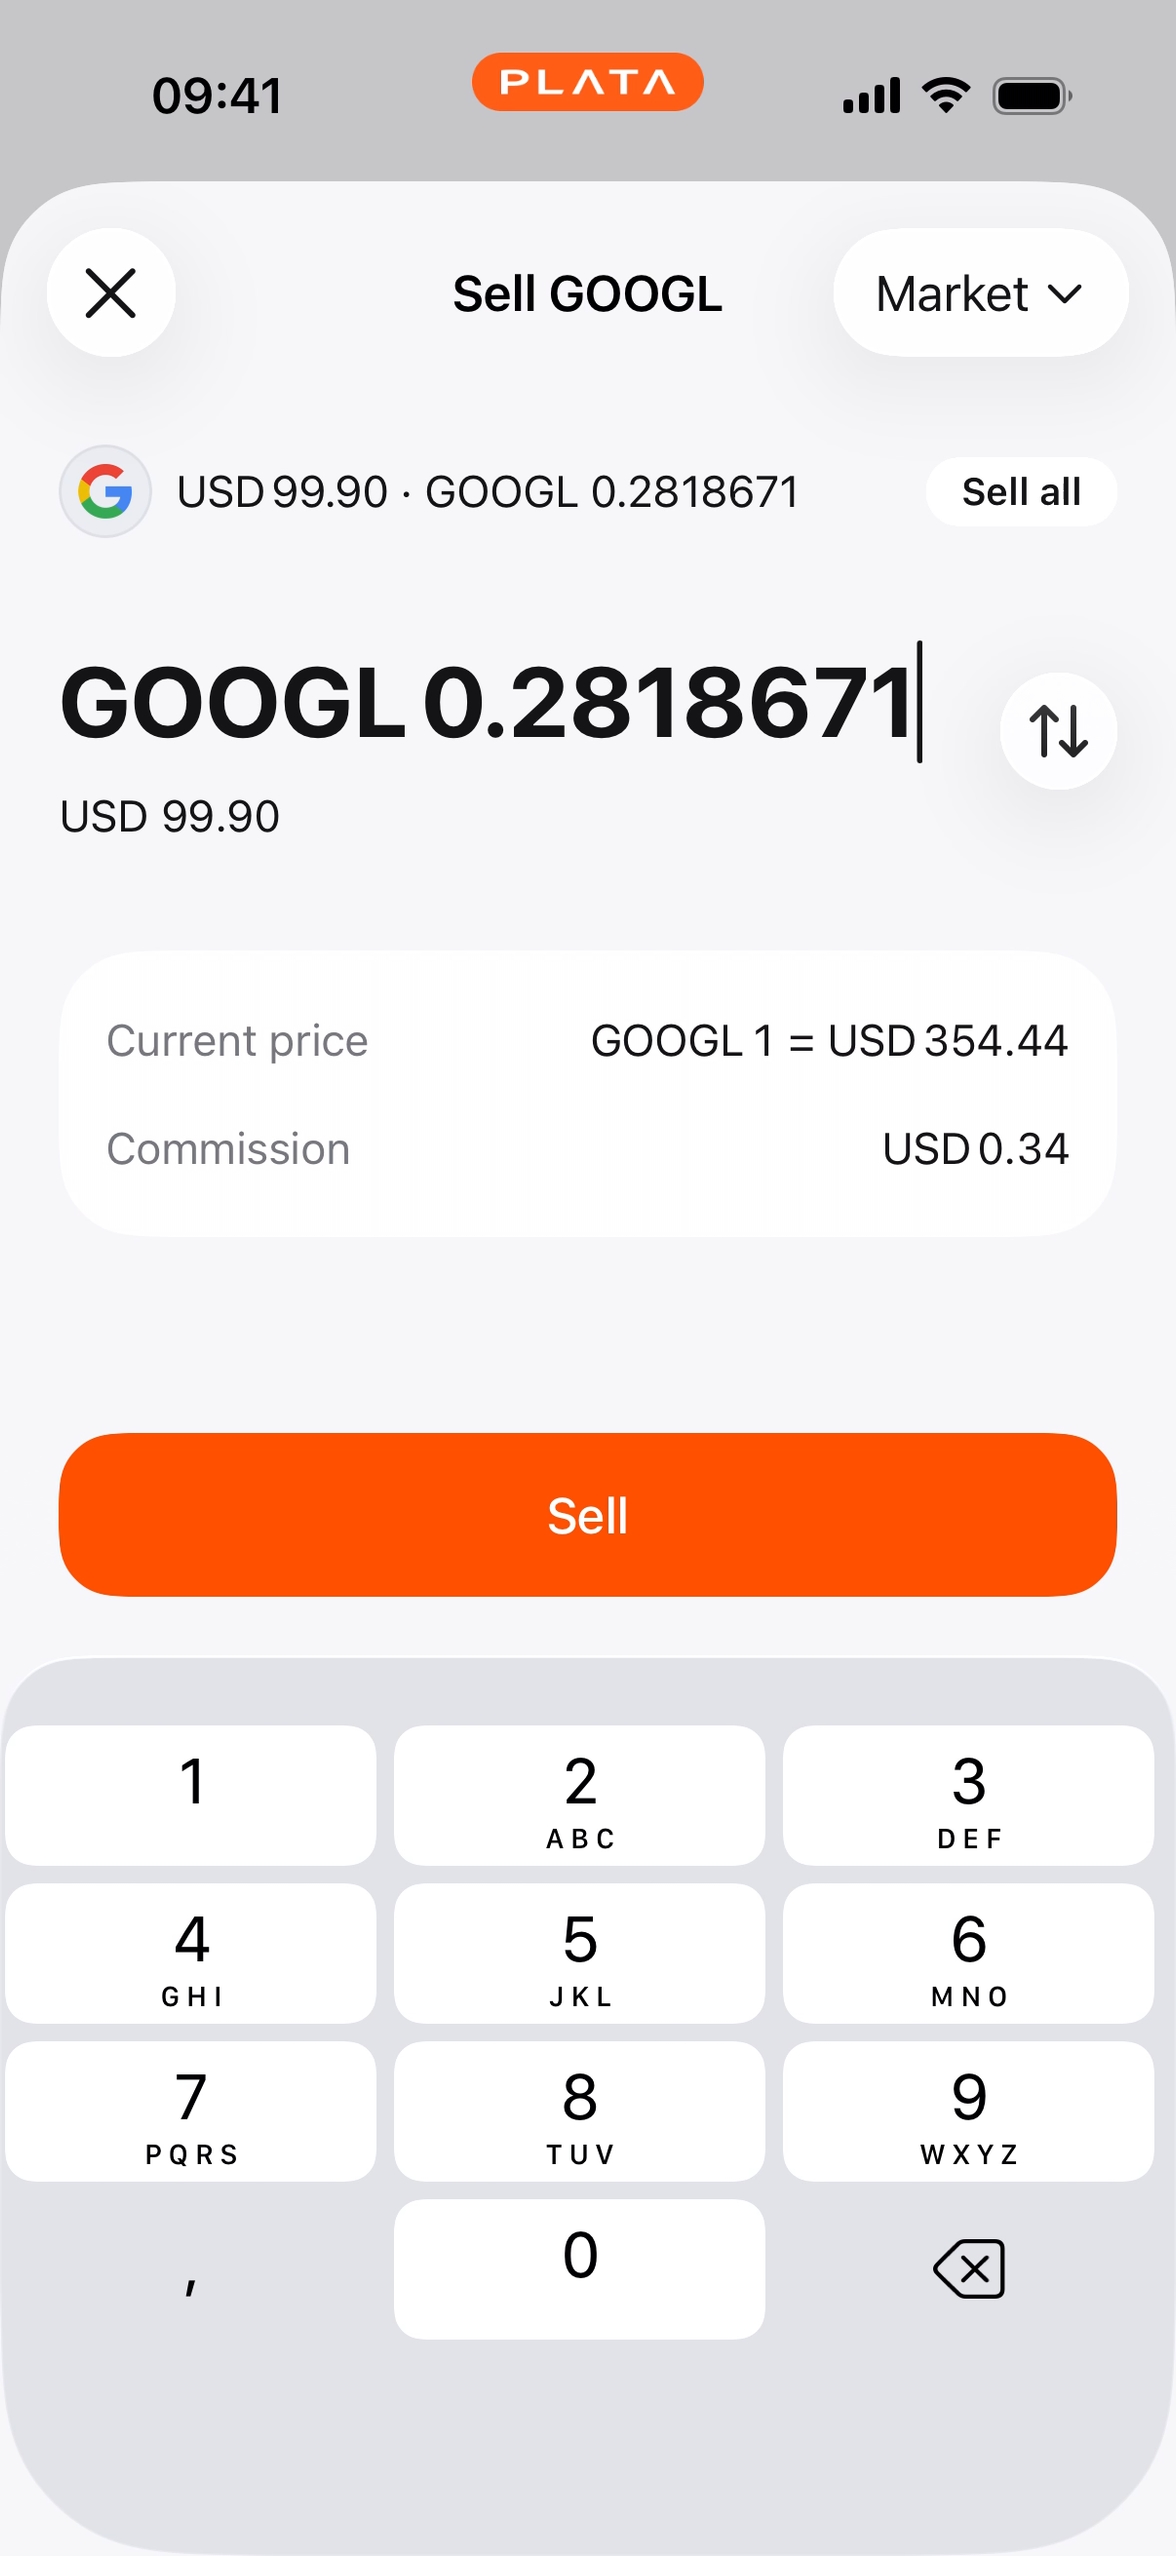 09:41
PLATA
Sell GOOGL
Market
USD 99.90 · GOOGL 0.2818671
Sell all
GOOGL 0.2818671
USD 99.90
Current price GOOGL 1 = USD 354.44
Commission USD 0.34
Sell
1 2 3
ABC DEF
4 5 6
GHI JKL MNO
7 8 9
PQRS TUV WXYZ
, 0